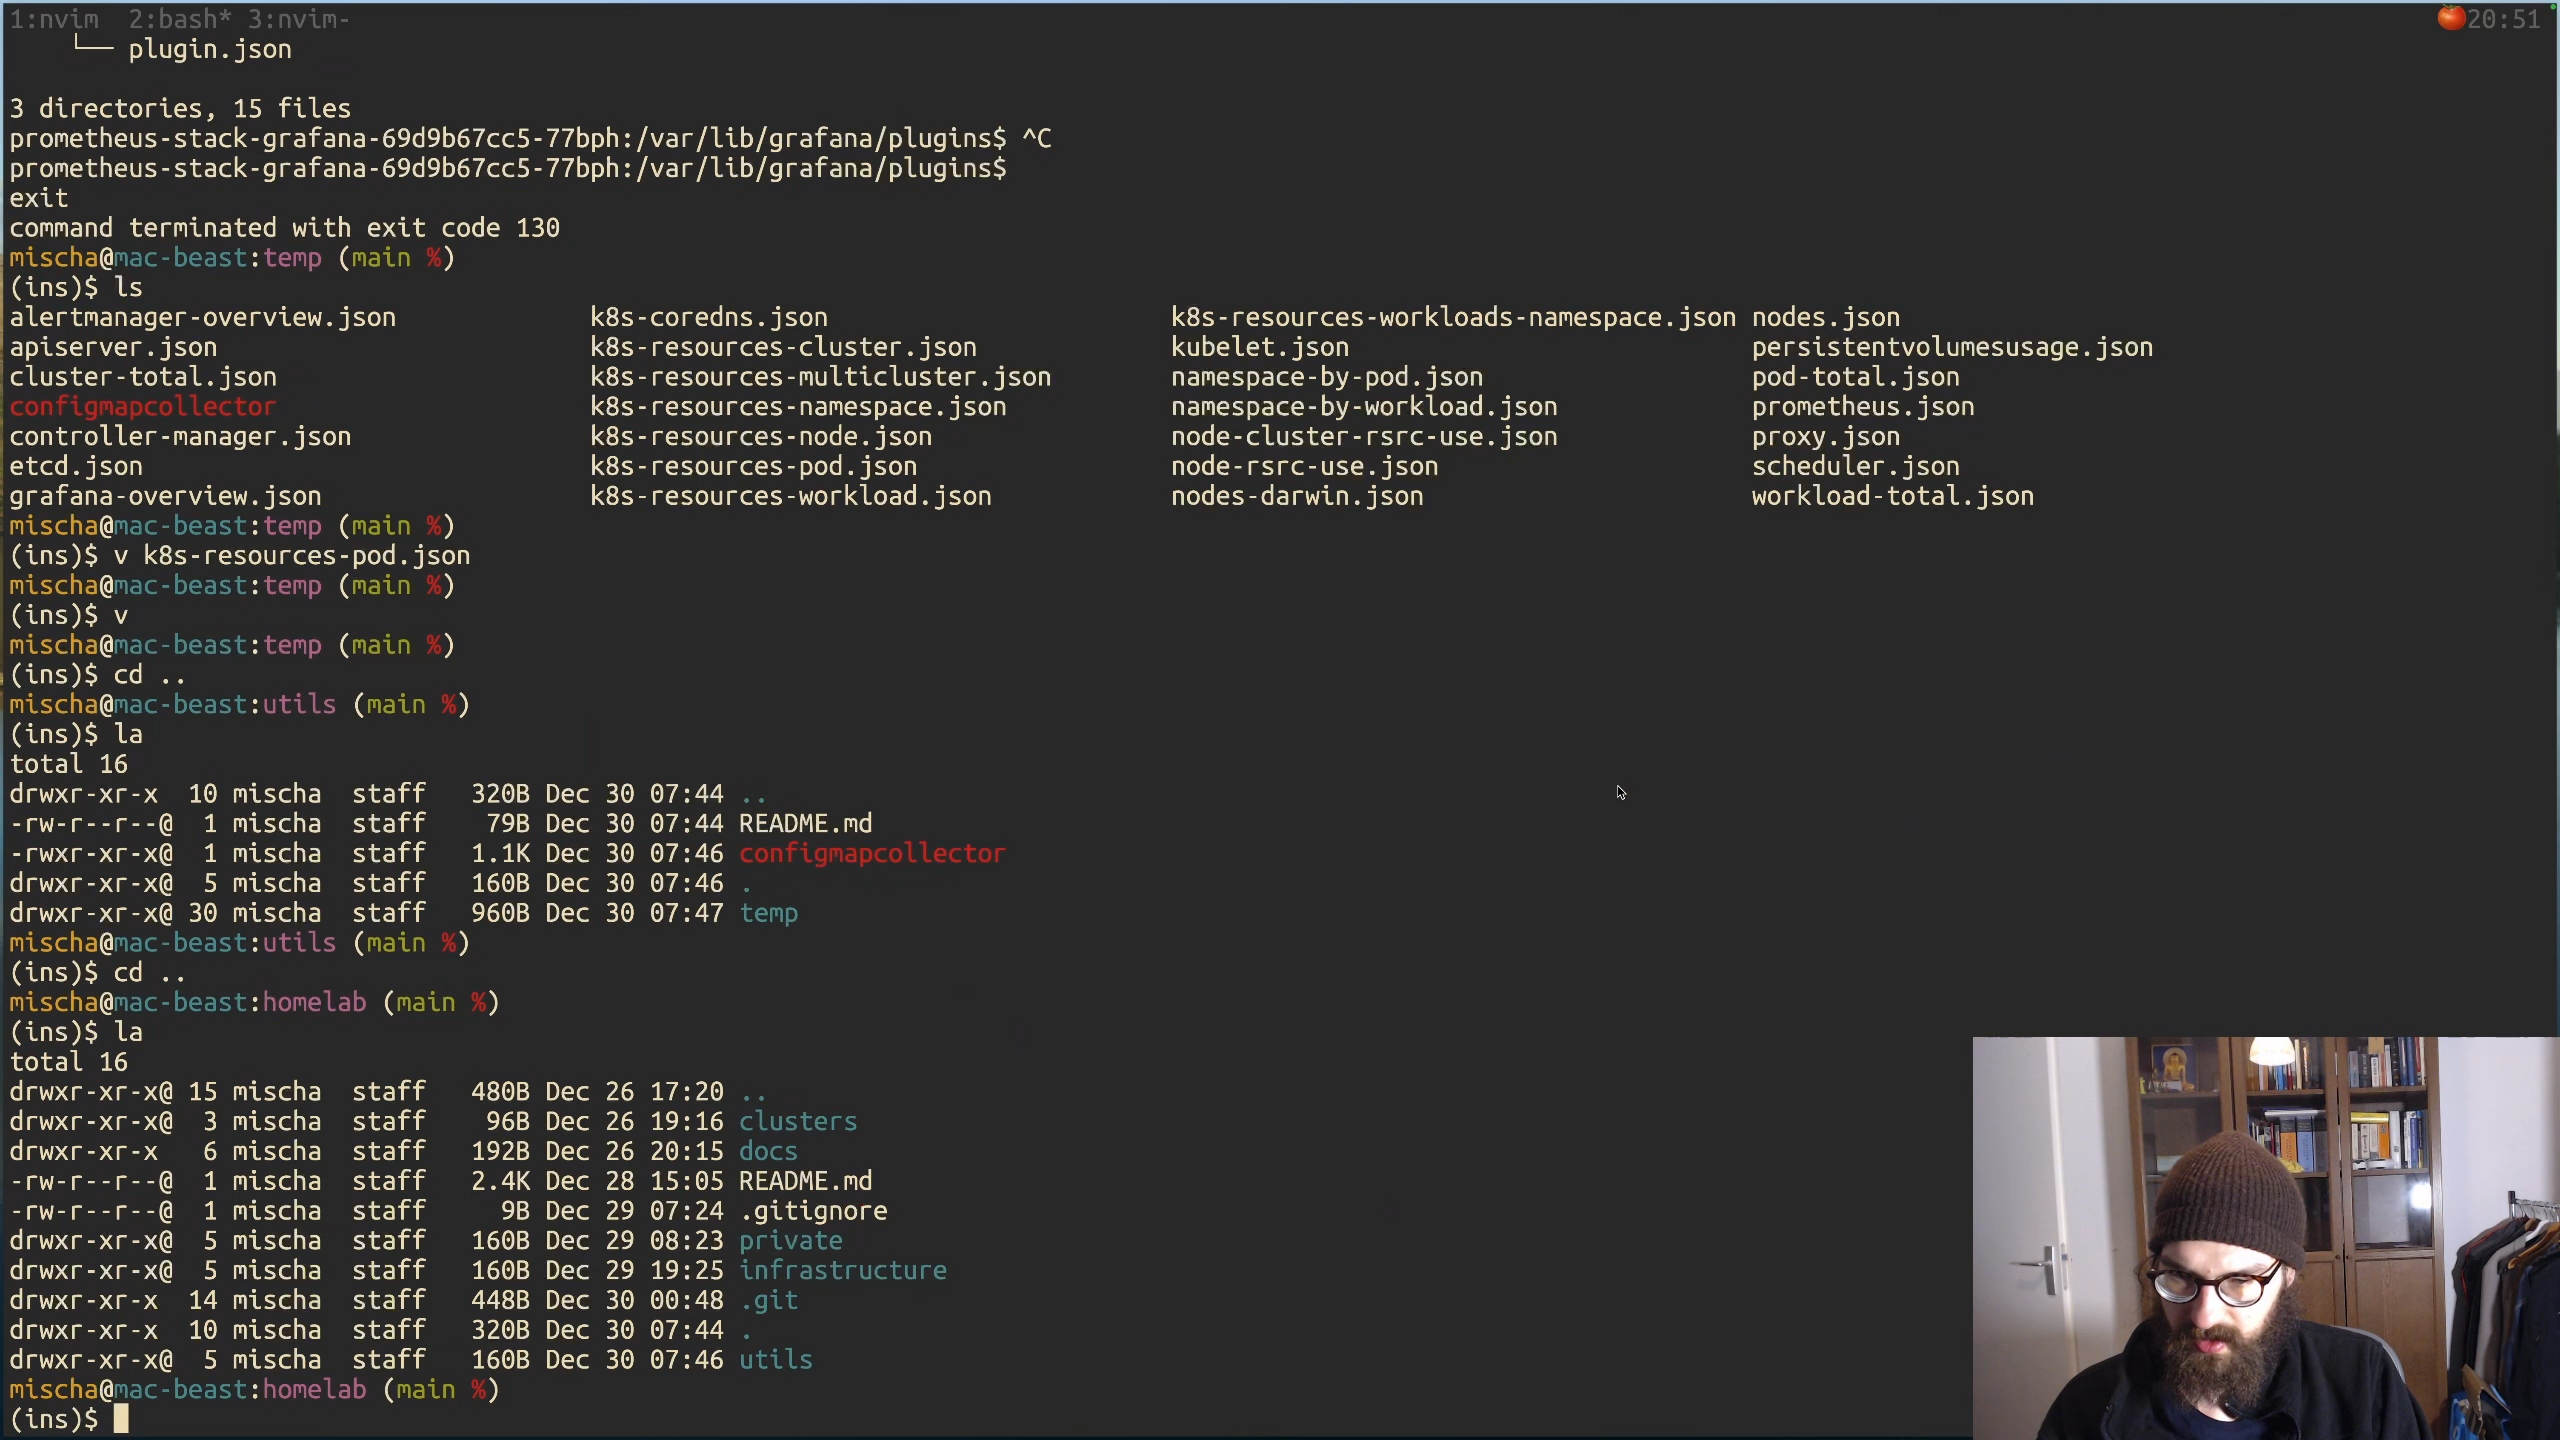 1:nvim  2:bash* 3:nvim-
20:51
└── plugin.json
3 directories, 15 files
prometheus-stack-grafana-69d9b67cc5-77bph:/var/lib/grafana/plugins$ ^C
prometheus-stack-grafana-69d9b67cc5-77bph:/var/lib/grafana/plugins$
exit
command terminated with exit code 130
mischa@mac-beast:temp (main %)
(ins)$ ls
alertmanager-overview.json k8s-coredns.json k8s-resources-workloads-namespace.json nodes.json
apiserver.json k8s-resources-cluster.json kubelet.json persistentvolumesusage.json
cluster-total.json k8s-resources-multicluster.json namespace-by-pod.json pod-total.json
configmapcollector k8s-resources-namespace.json namespace-by-workload.json prometheus.json
controller-manager.json k8s-resources-node.json node-cluster-rsrc-use.json proxy.json
etcd.json k8s-resources-pod.json node-rsrc-use.json scheduler.json
grafana-overview.json k8s-resources-workload.json nodes-darwin.json workload-total.json
mischa@mac-beast:temp (main %)
(ins)$ v k8s-resources-pod.json
mischa@mac-beast:temp (main %)
(ins)$ v
mischa@mac-beast:temp (main %)
(ins)$ cd ..
mischa@mac-beast:utils (main %)
(ins)$ la
total 16
drwxr-xr-x  10 mischa  staff   320B Dec 30 07:44 ..
-rw-r--r--@  1 mischa  staff    79B Dec 30 07:44 README.md
-rwxr-xr-x@  1 mischa  staff   1.1K Dec 30 07:46 configmapcollector
drwxr-xr-x@  5 mischa  staff   160B Dec 30 07:46 .
drwxr-xr-x@ 30 mischa  staff   960B Dec 30 07:47 temp
mischa@mac-beast:utils (main %)
(ins)$ cd ..
mischa@mac-beast:homelab (main %)
(ins)$ la
total 16
drwxr-xr-x@ 15 mischa  staff   480B Dec 26 17:20 ..
drwxr-xr-x@  3 mischa  staff    96B Dec 26 19:16 clusters
drwxr-xr-x   6 mischa  staff   192B Dec 26 20:15 docs
-rw-r--r--@  1 mischa  staff   2.4K Dec 28 15:05 README.md
-rw-r--r--@  1 mischa  staff     9B Dec 29 07:24 .gitignore
drwxr-xr-x@  5 mischa  staff   160B Dec 29 08:23 private
drwxr-xr-x@  5 mischa  staff   160B Dec 29 19:25 infrastructure
drwxr-xr-x  14 mischa  staff   448B Dec 30 00:48 .git
drwxr-xr-x  10 mischa  staff   320B Dec 30 07:44 .
drwxr-xr-x@  5 mischa  staff   160B Dec 30 07:46 utils
mischa@mac-beast:homelab (main %)
(ins)$